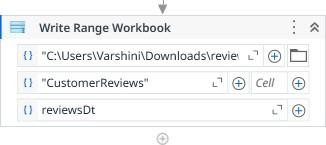 Write Range Workbook
"C:\Users\Varshini\Downloads\review
"CustomerReviews" Cell
reviewsDt